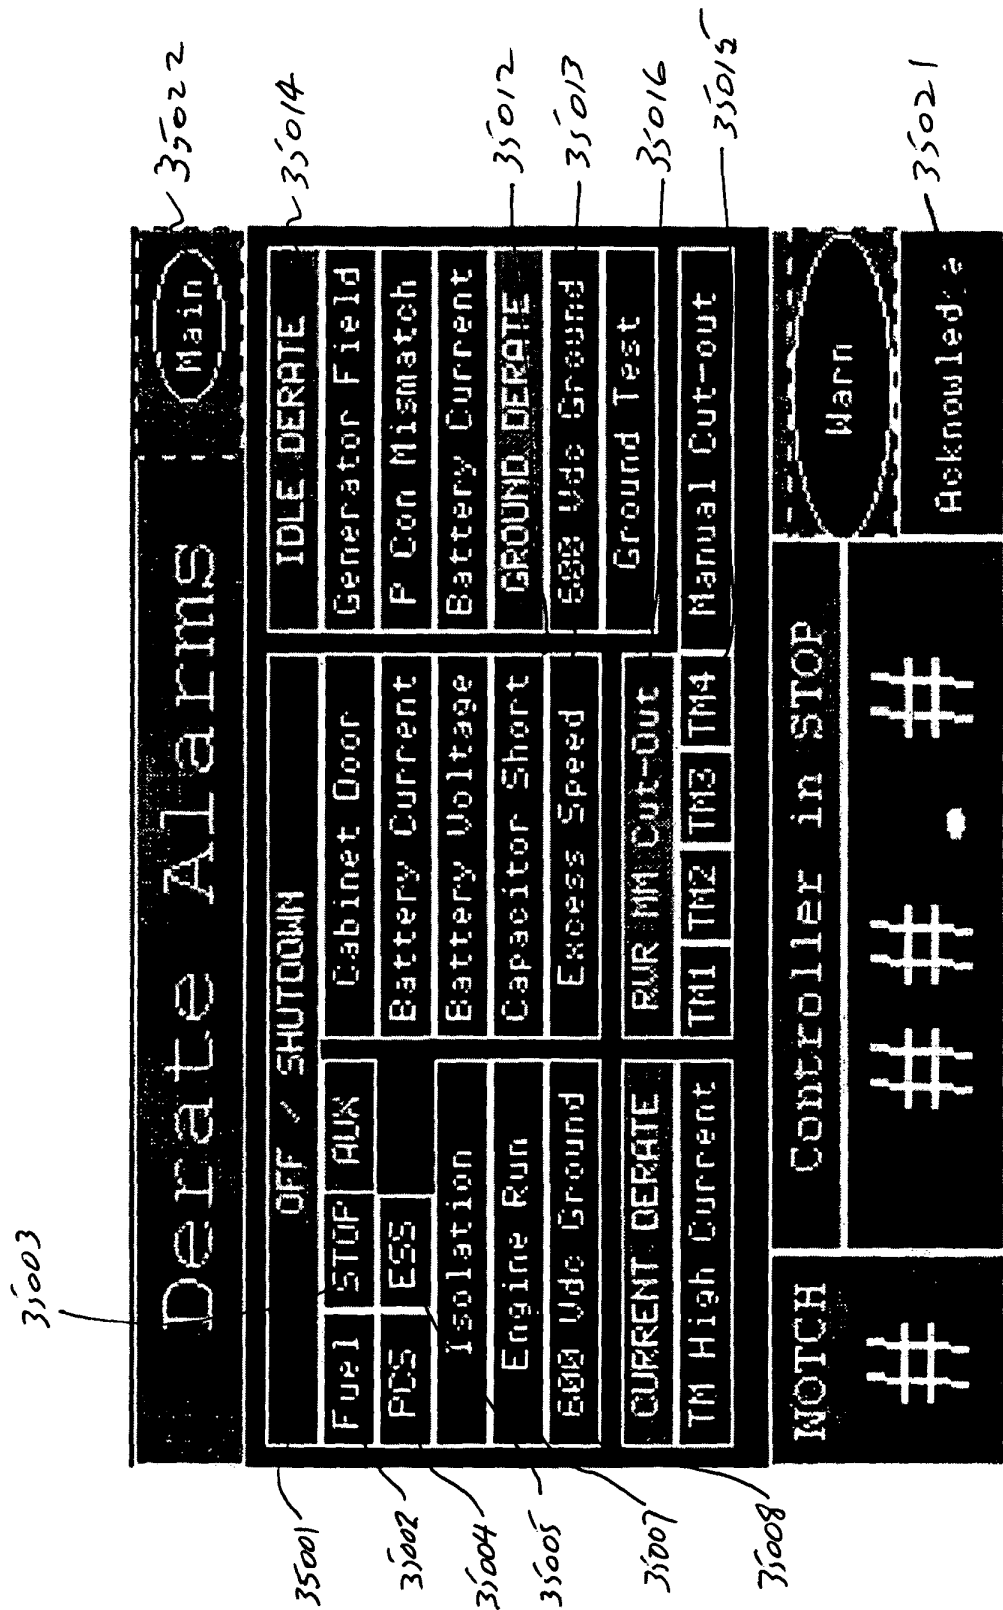 35003
35022
Derate Alarms
Main
35001
35014
OFF / SHUTDOWN
IDLE DERATE
35002
Fuel STOP AUX
Cabinet Door
Generator Field
35004
PCS ESS
Battery Current
P Con Mismatch
Isolation
Battery Voltage
Battery Current
35005
Engine Run
Capacitor Short
GROUND DERATE
35012
600 Vdc Ground
Excess Speed
600 Vdc Ground
35013
Ground Test
35007
CURRENT DERATE
RWR MM Cut-Out
35016
35008
TM High Current
TM1 TM2 TM3 TM4
Manual Cut-out
35015
NOTCH
Controller in STOP
Warn
#
# # . #
Acknowled
35021